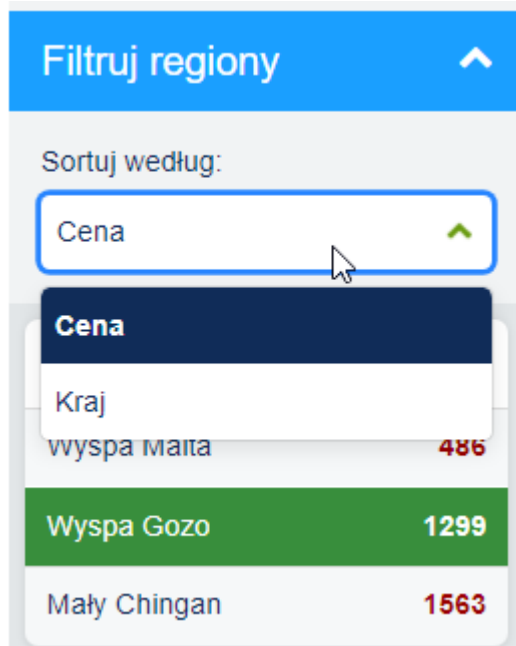 Filtruj regiony
Sortuj według:
Cena
Cena
Kraj
Wyspa Malta 486
Wyspa Gozo 1299
Mały Chingan 1563